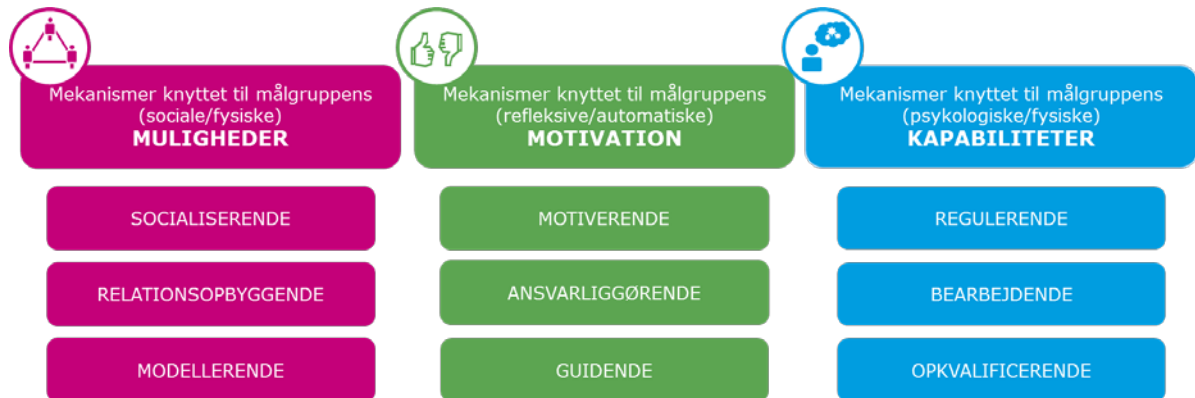 Mekanismer knyttet til målgruppens
(sociale/fysiske)
MULIGHEDER
SOCIALISERENDE
RELATIONSOPBYGGENDE
MODELLERENDE
Mekanismer knyttet til målgruppens
(refleksive/automatiske)
MOTIVATION
MOTIVERENDE
ANSVARLIGGØRENDE
GUIDENDE
Mekanismer knyttet til målgruppens
(psykologiske/fysiske)
KAPABILITETER
REGULERENDE
BEARBEJDENDE
OPKVALIFICERENDE